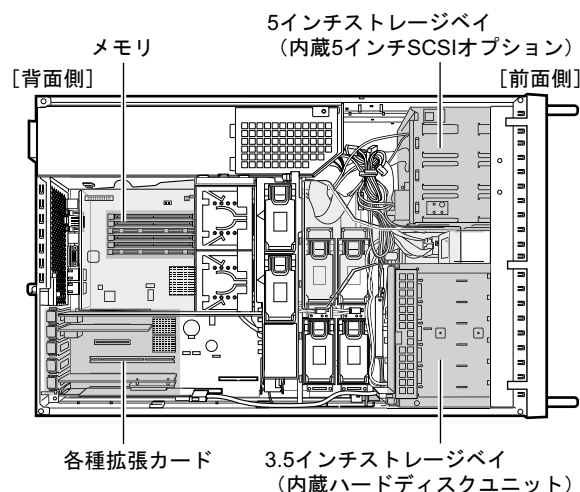 5インチストレージベイ
(内蔵5インチSCSIオプション)
メモリ
[背面側]
[前面側]
各種拡張カード
3.5インチストレージベイ
(内蔵ハードディスクユニット)